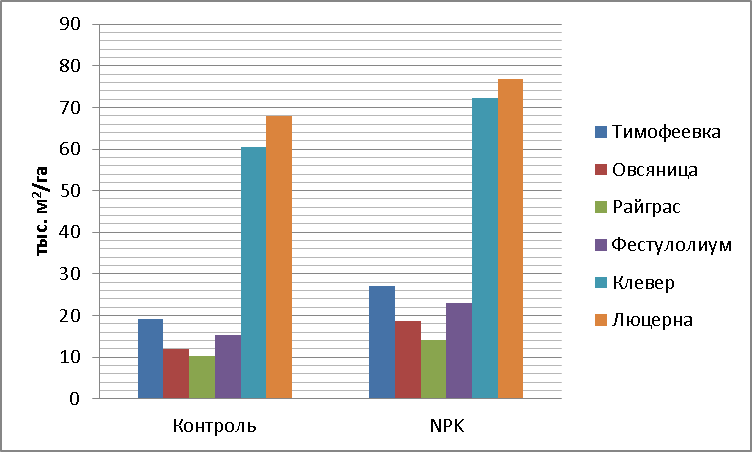 90
80
70
60
50
40
30
20
10
0
тыс. м²/га
Контроль
NPK
Тимофеевка
Овсяница
Райграс
Фестулолиум
Клевер
Люцерна